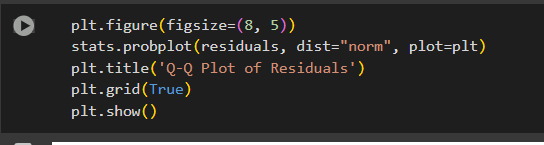 plt.figure(figsize=(8, 5))
stats.probplot(residuals, dist="norm", plot=plt)
plt.title('Q-Q Plot of Residuals')
plt.grid(True)
plt.show()